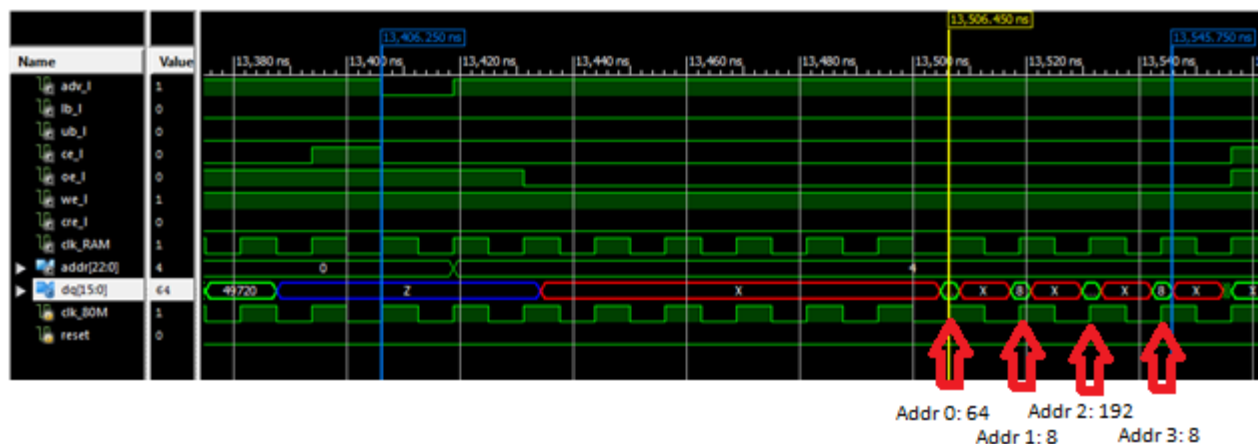 13,506.450 ns
13,406.250 ns
13,545.750 ns
Name Value
13,380 ns 13,400 ns 13,420 ns 13,440 ns 13,460 ns 13,480 ns 13,500 ns 13,520 ns 13,540 ns
adv_l 1
lb_l 0
ub_l 0
ce_l 0
oe_l 0
we_l 1
cre_l 0
clk_RAM 1
addr[22:0] 4 0 4
dq[15:0] 64 49720 Z X X 8 X X 8 X X
clk_80M 1
reset 0
Addr 0: 64 Addr 2: 192
Addr 1: 8 Addr 3: 8